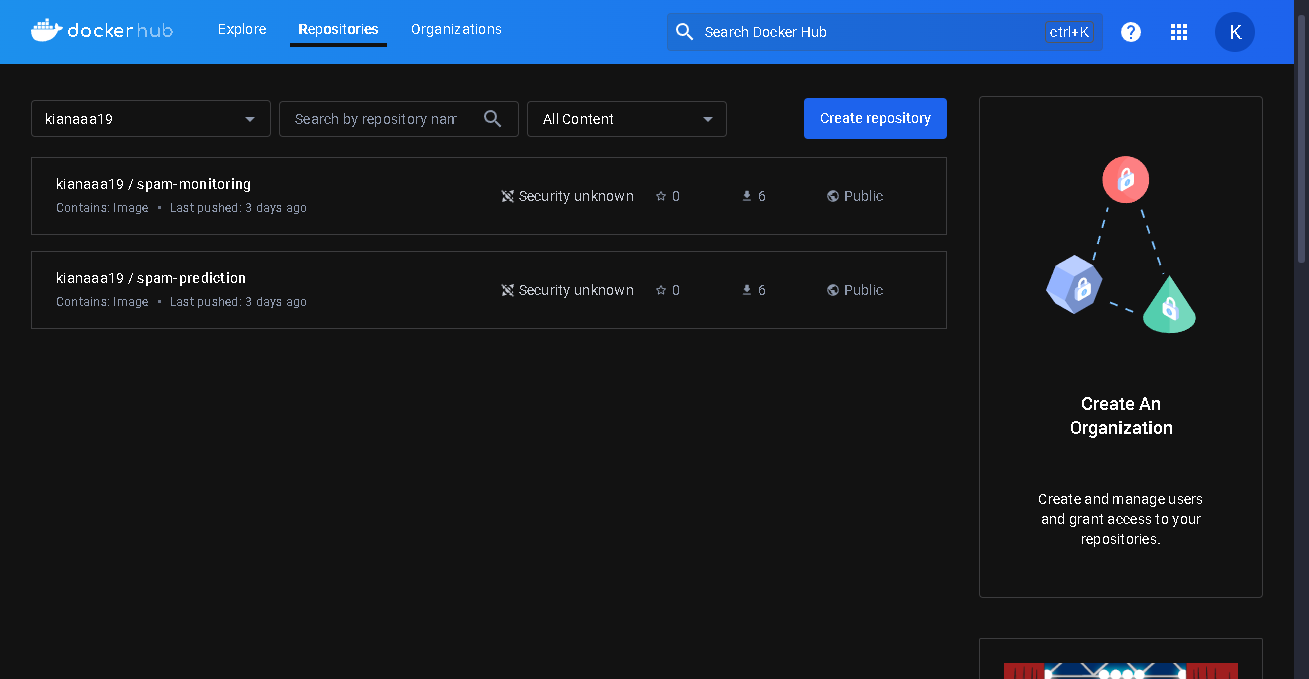 docker hub
Explore
Repositories
Organizations
Search Docker Hub
ctrl+K
?
K
kianaaa19
Search by repository nam
All Content
Create repository
kianaaa19 / spam-monitoring
Security unknown
0
6
Public
Contains: Image • Last pushed: 3 days ago
kianaaa19 / spam-prediction
Security unknown
0
6
Public
Contains: Image • Last pushed: 3 days ago
Create An
Organization
Create and manage users
and grant access to your
repositories.